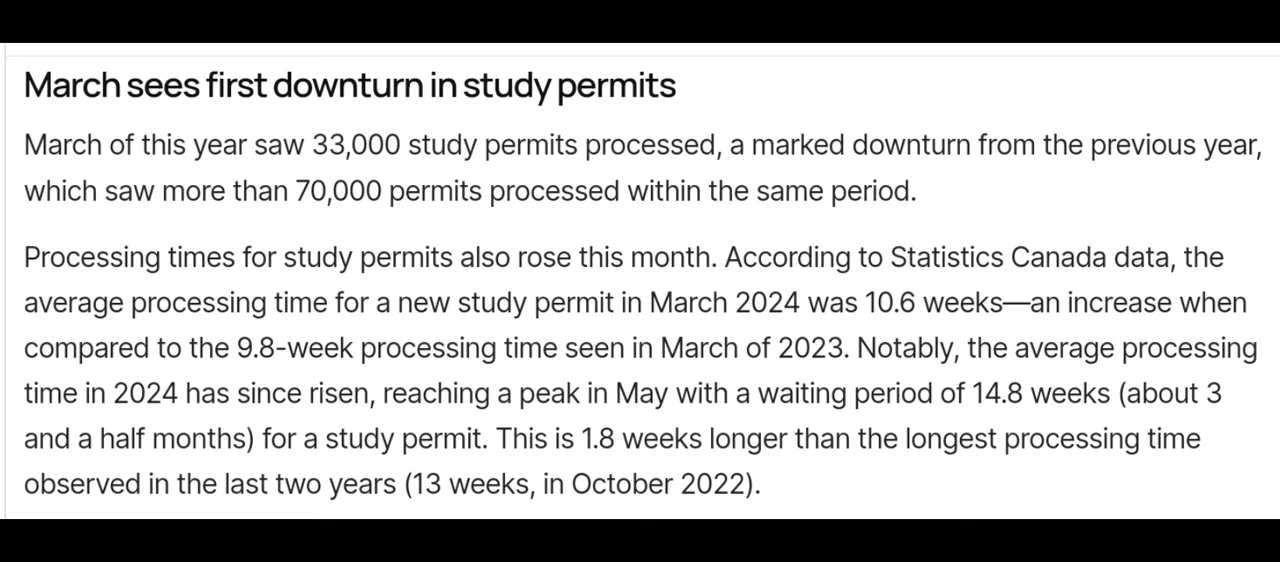 March sees first downturn in study permits
March of this year saw 33,000 study permits processed, a marked downturn from the previous year,
which saw more than 70,000 permits processed within the same period.
Processing times for study permits also rose this month. According to Statistics Canada data, the
average processing time for a new study permit in March 2024 was 10.6 weeks—an increase when
compared to the 9.8-week processing time seen in March of 2023. Notably, the average processing
time in 2024 has since risen, reaching a peak in May with a waiting period of 14.8 weeks (about 3
and a half months) for a study permit. This is 1.8 weeks longer than the longest processing time
observed in the last two years (13 weeks, in October 2022).